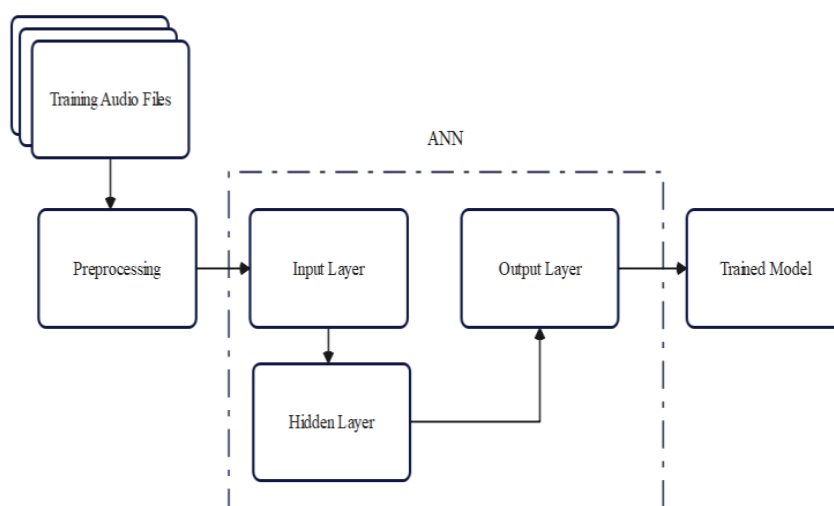 Training Audio Files
ANN
Preprocessing
Input Layer
Output Layer
Trained Model
Hidden Layer